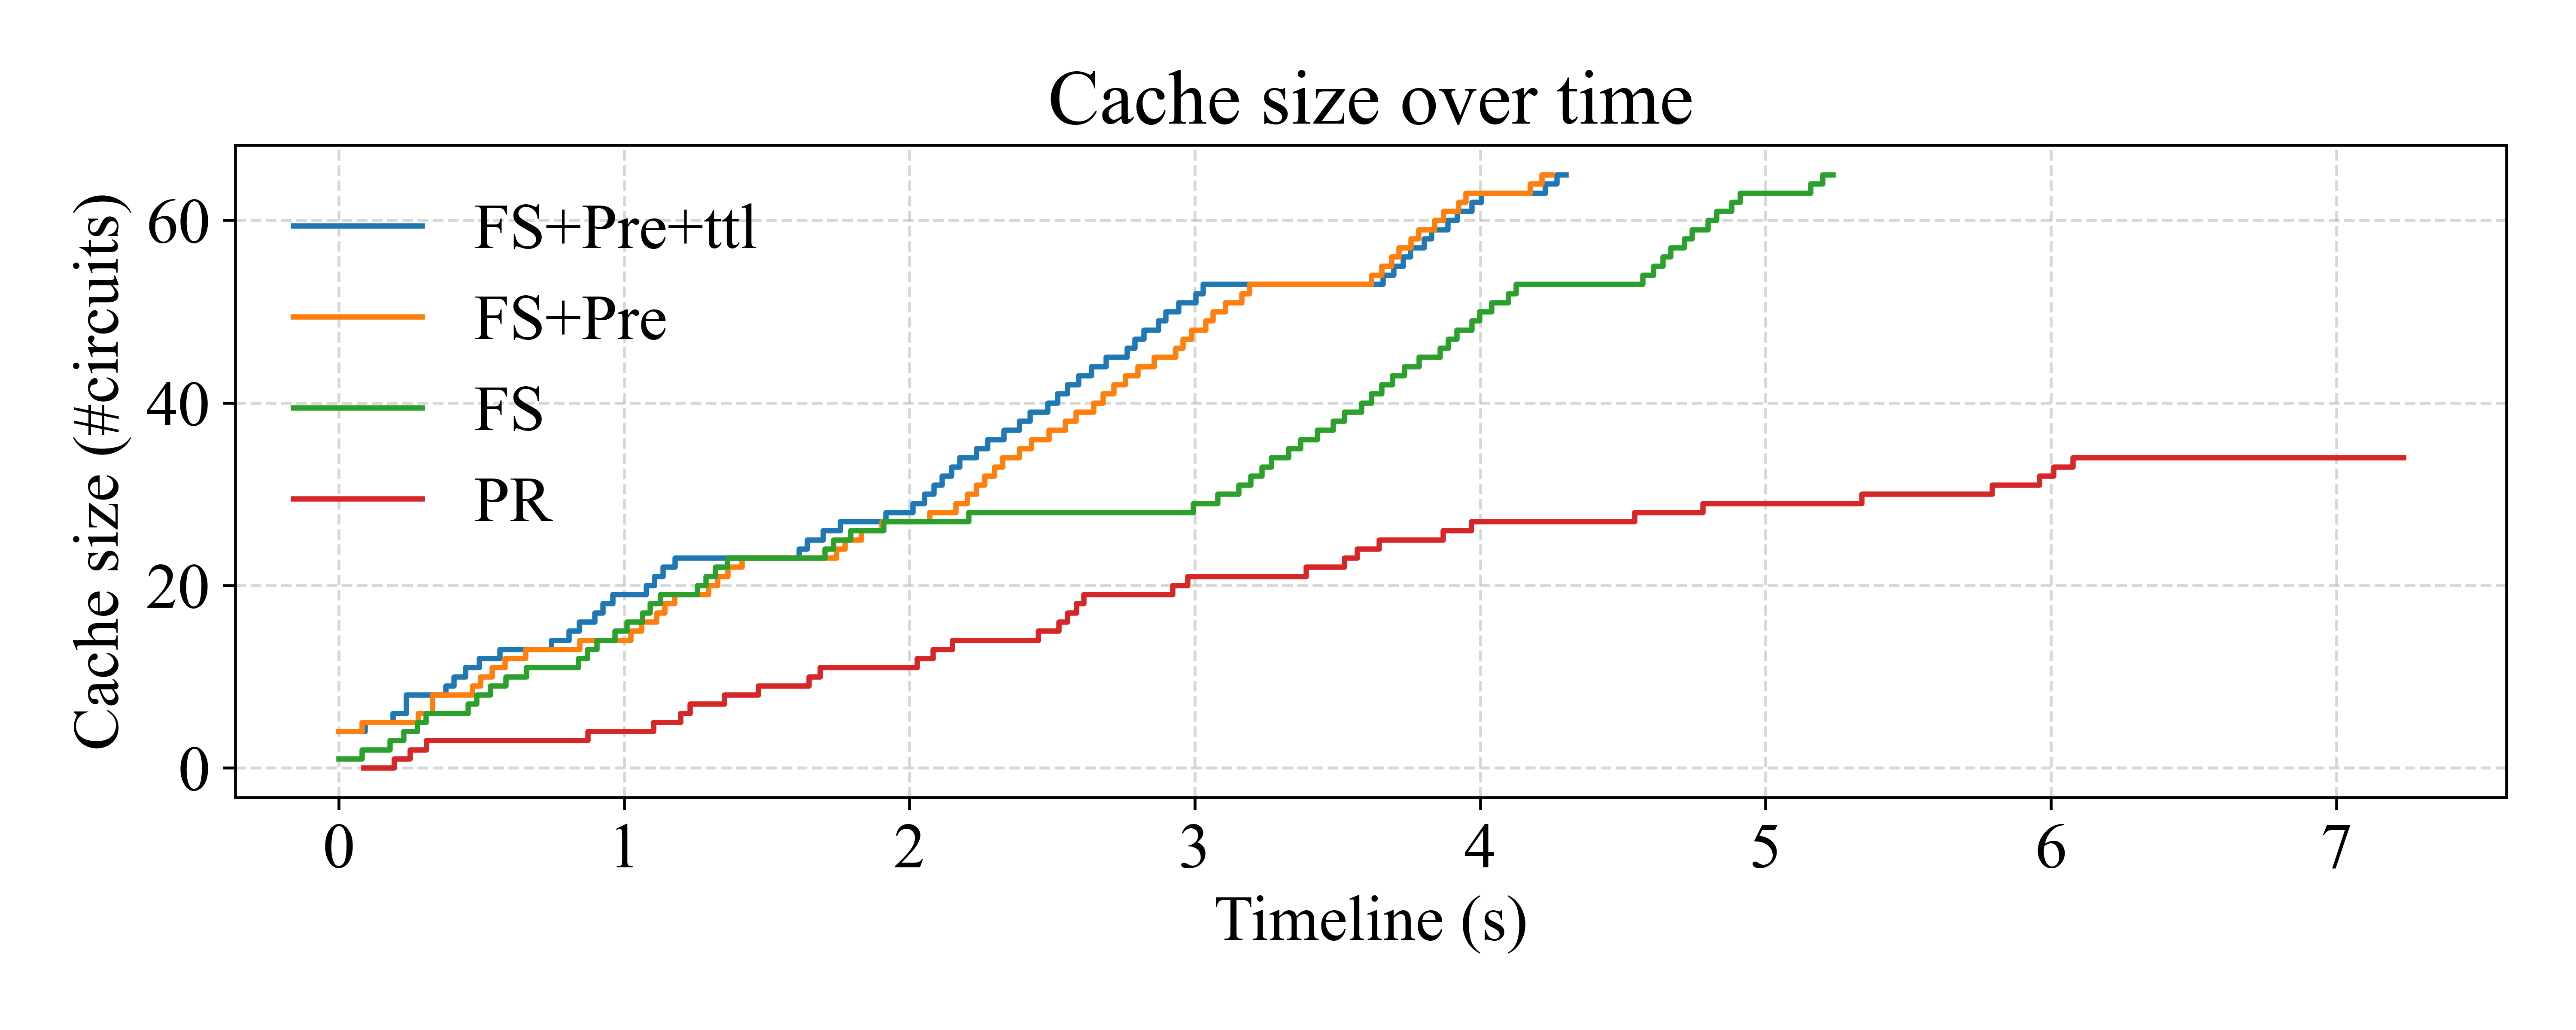 Cache size over time
Cache size (#circuits)
60
40
20
0
FS+Pre+ttl
FS+Pre
FS
PR
0 1 2 3 4 5 6 7
Timeline (s)